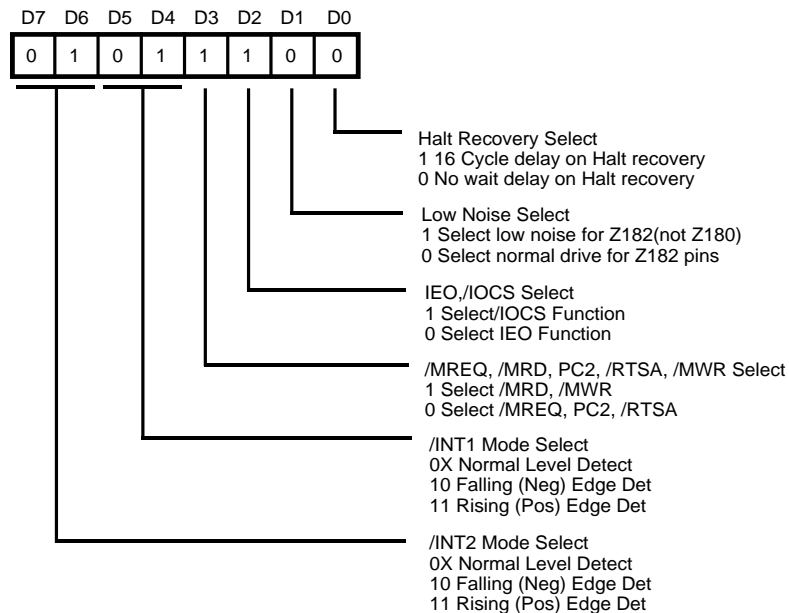 D7 D6 D5 D4 D3 D2 D1 D0
0 1 0 1 1 1 0 0
Halt Recovery Select
1 16 Cycle delay on Halt recovery
0 No wait delay on Halt recovery
Low Noise Select
1 Select low noise for Z182(not Z180)
0 Select normal drive for Z182 pins
IEO,/IOCS Select
1 Select/IOCS Function
0 Select IEO Function
/MREQ, /MRD, PC2, /RTSA, /MWR Select
1 Select /MRD, /MWR
0 Select /MREQ, PC2, /RTSA
/INT1 Mode Select
0X Normal Level Detect
10 Falling (Neg) Edge Det
11 Rising (Pos) Edge Det
/INT2 Mode Select
0X Normal Level Detect
10 Falling (Neg) Edge Det
11 Rising (Pos) Edge Det